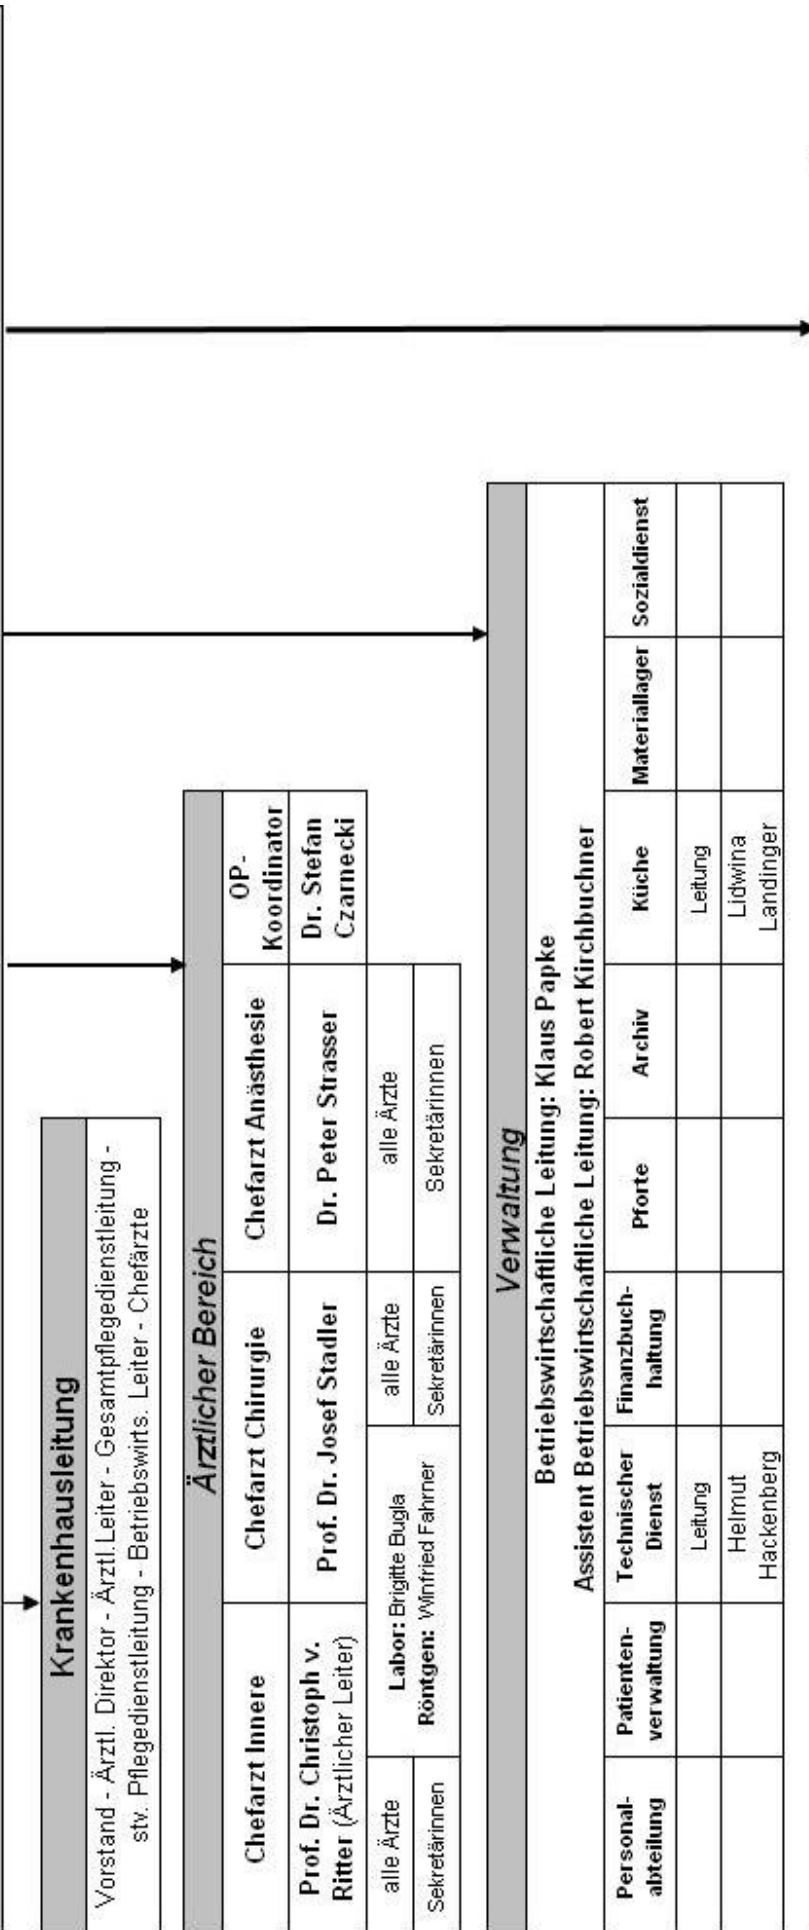 Krankenhausleitung
Vorstand - Ärztl. Direktor - Ärztl.Leiter - Gesamtpflegedienstleitung -
stv. Pflegedienstleitung - Betriebswirts. Leiter - Chefärzte
Ärztlicher Bereich
Chefarzt Innere
Chefarzt Chirurgie
Chefarzt Anästhesie
OP-
Koordinator
Prof. Dr. Christoph v.
Ritter (Ärztlicher Leiter)
Prof. Dr. Josef Stadler
Dr. Peter Strasser
Dr. Stefan
Czarnecki
alle Ärzte
Labor: Brigitte Bugla
Röntgen: Winfried Fahrner
alle Ärzte
alle Ärzte
Sekretärinnen
Sekretärinnen
Sekretärinnen
Verwaltung
Betriebswirtschaftliche Leitung: Klaus Papke
Assistent Betriebswirtschaftliche Leitung: Robert Kirchbuchner
Personal-
abteilung
Patienten-
verwaltung
Technischer
Dienst
Finanzbuch-
haltung
Pforte
Archiv
Küche
Materiallager
Sozialdienst
Leitung
Leitung
Helmut
Hackenberg
Lidwina
Landinger